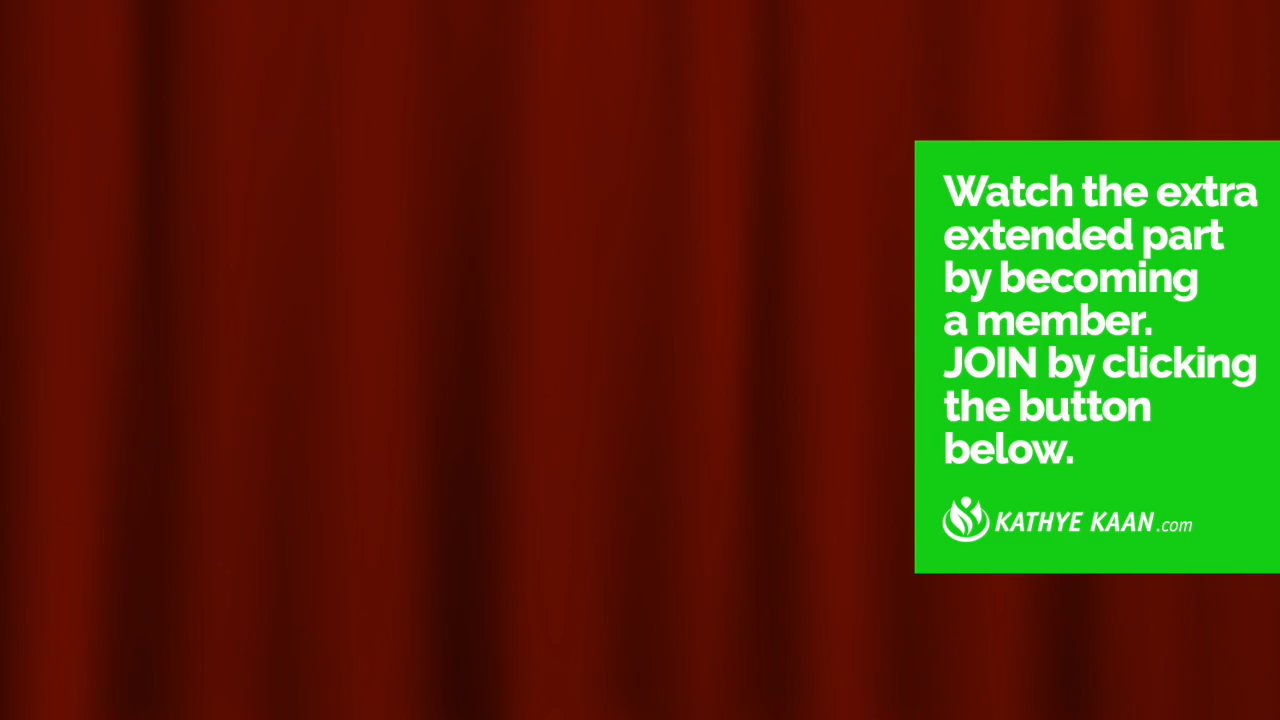 Watch the extra
extended part
by becoming
a member.
JOIN by clicking
the button
below.
KATHYE KAAN.com